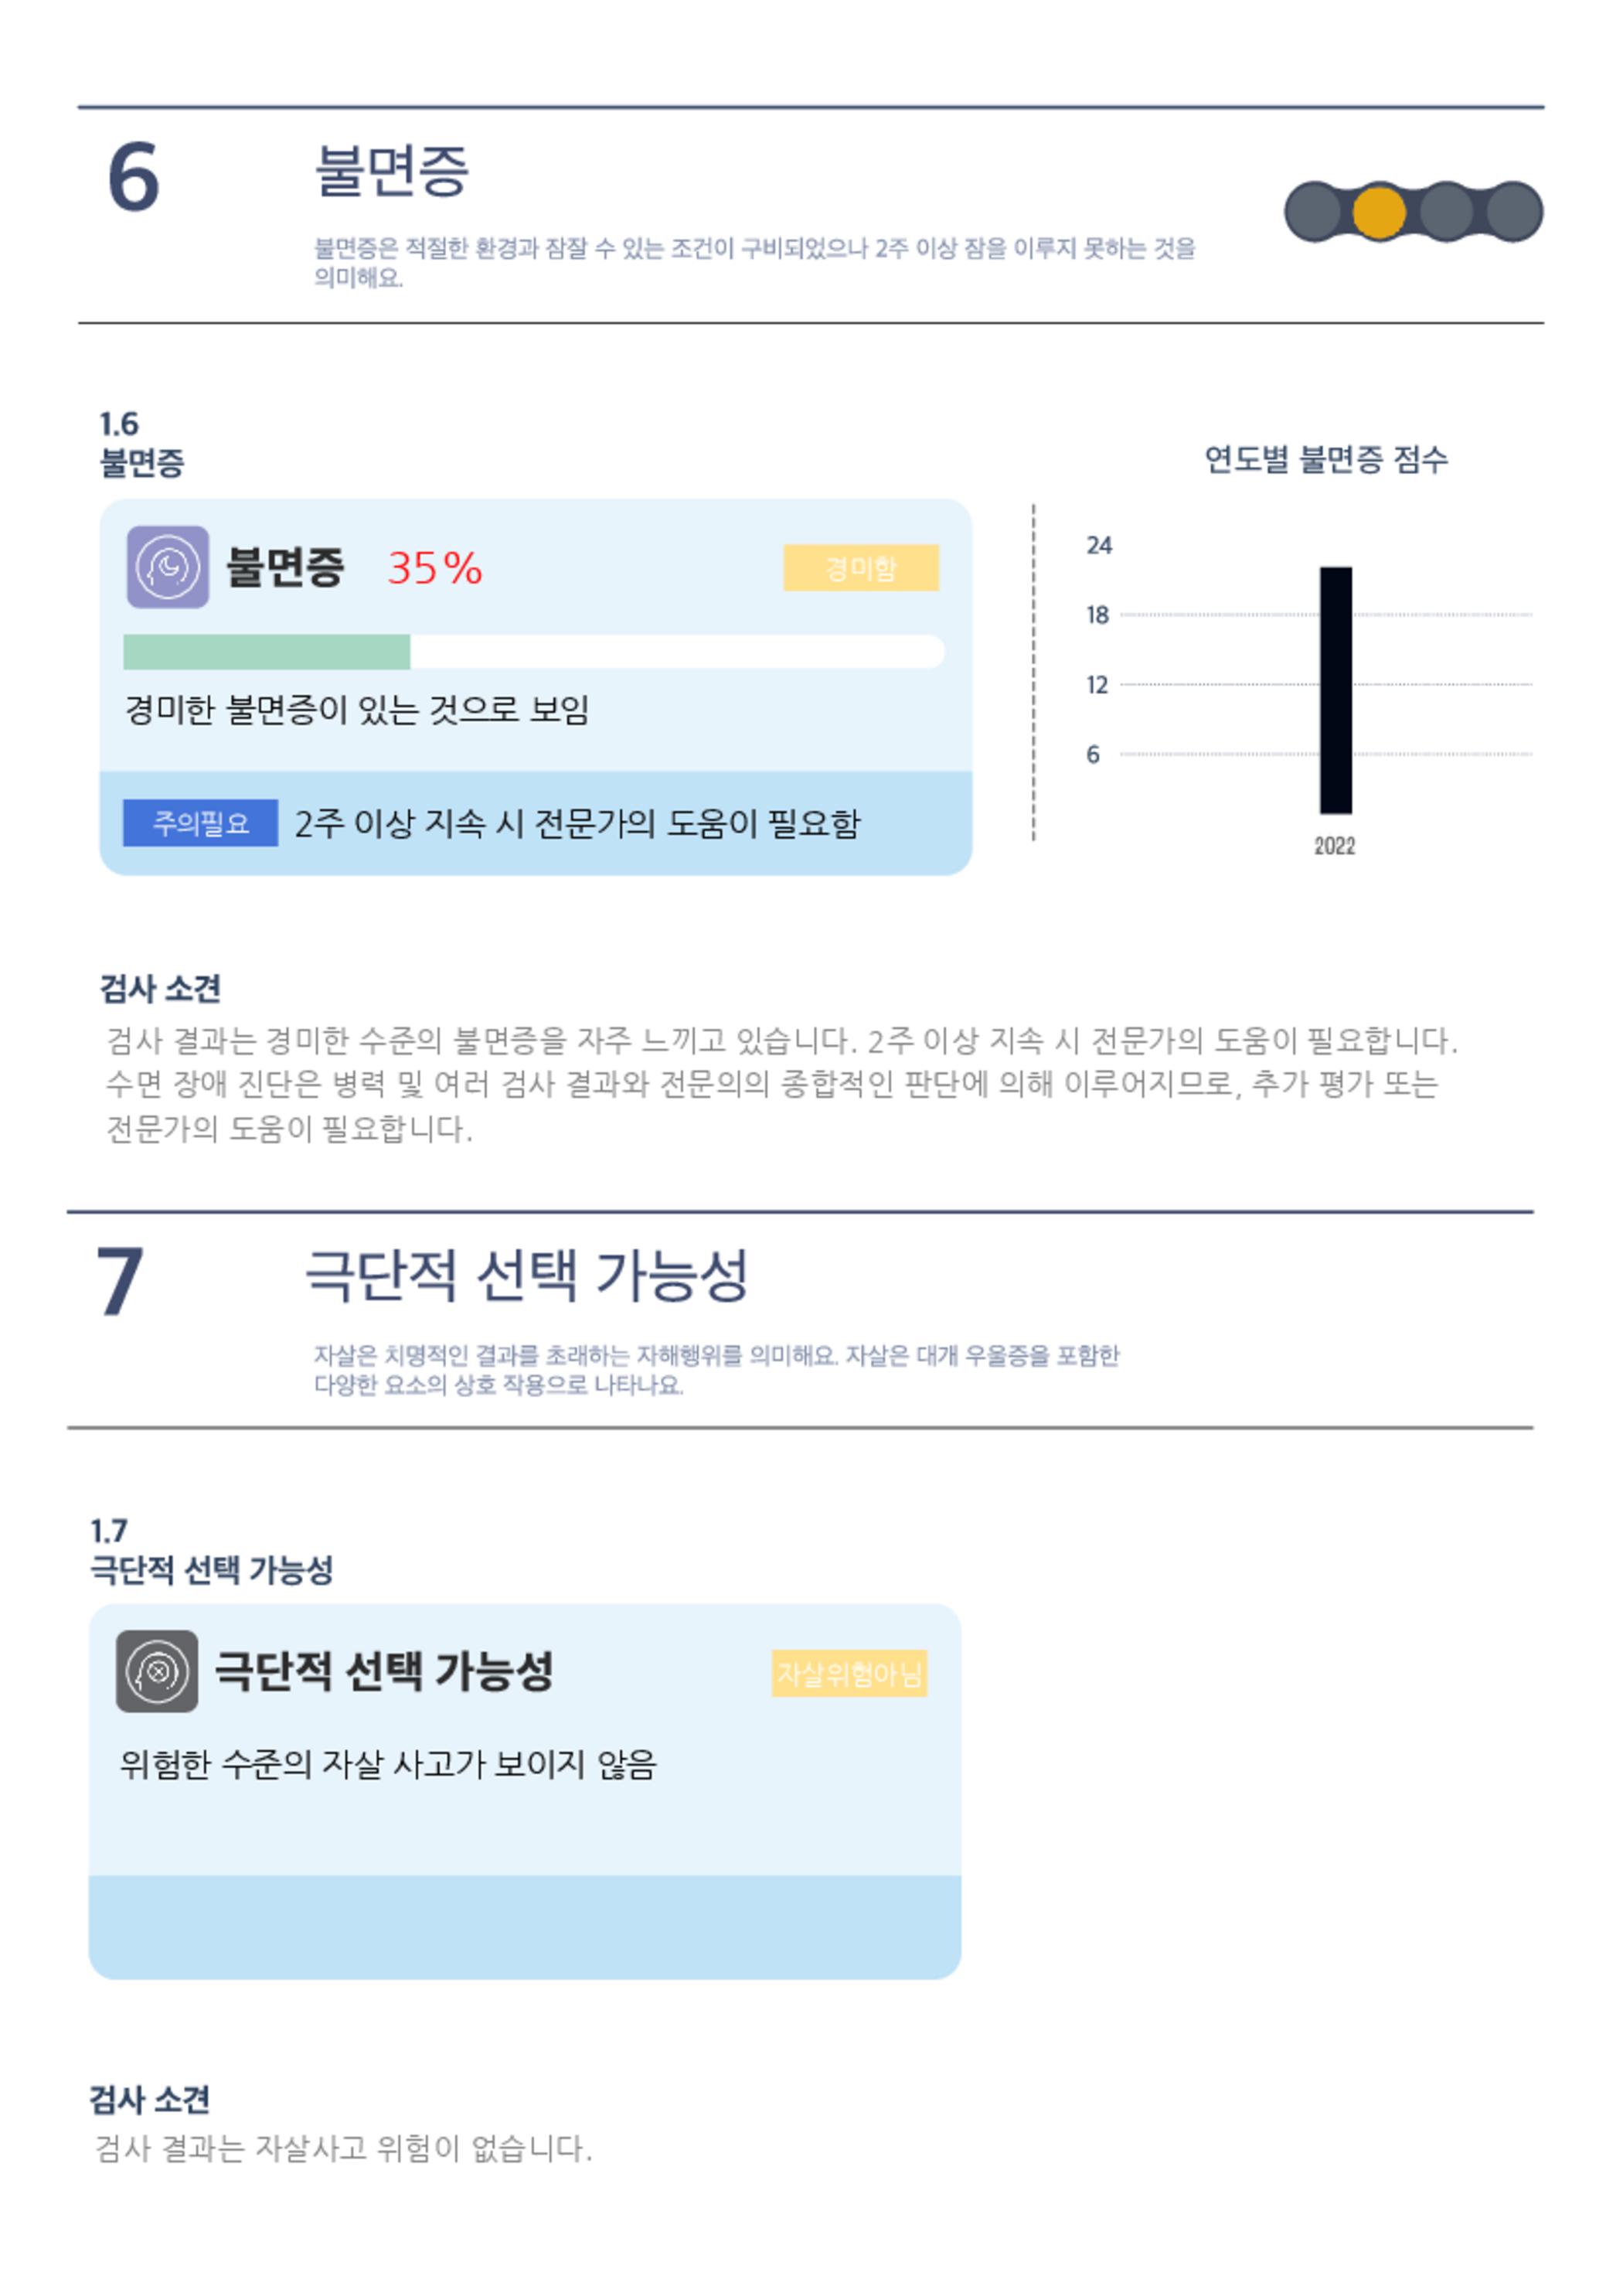 6
불면증
불면증은 적절한 환경과 잠잘 수 있는 조건이 구비되었으나 2주 이상 잠을 이루지 못하는 것을
의미해요.
1.6
불면증
불면증 35%
경미함
경미한 불면증이 있는 것으로 보임
주의필요 2주 이상 지속 시 전문가의 도움이 필요함
연도별 불면증 점수
24
18
12
6
2022
검사 소견
검사 결과는 경미한 수준의 불면증을 자주 느끼고 있습니다. 2주 이상 지속 시 전문가의 도움이 필요합니다.
수면 장애 진단은 병력 및 여러 검사 결과와 전문의의 종합적인 판단에 의해 이루어지므로, 추가 평가 또는
전문가의 도움이 필요합니다.
7
극단적 선택 가능성
자살은 치명적인 결과를 초래하는 자해행위를 의미해요. 자살은 대개 우울증을 포함한
다양한 요소의 상호 작용으로 나타나요.
1.7
극단적 선택 가능성
극단적 선택 가능성
자살위험아님
위험한 수준의 자살 사고가 보이지 않음
검사 소견
검사 결과는 자살사고 위험이 없습니다.